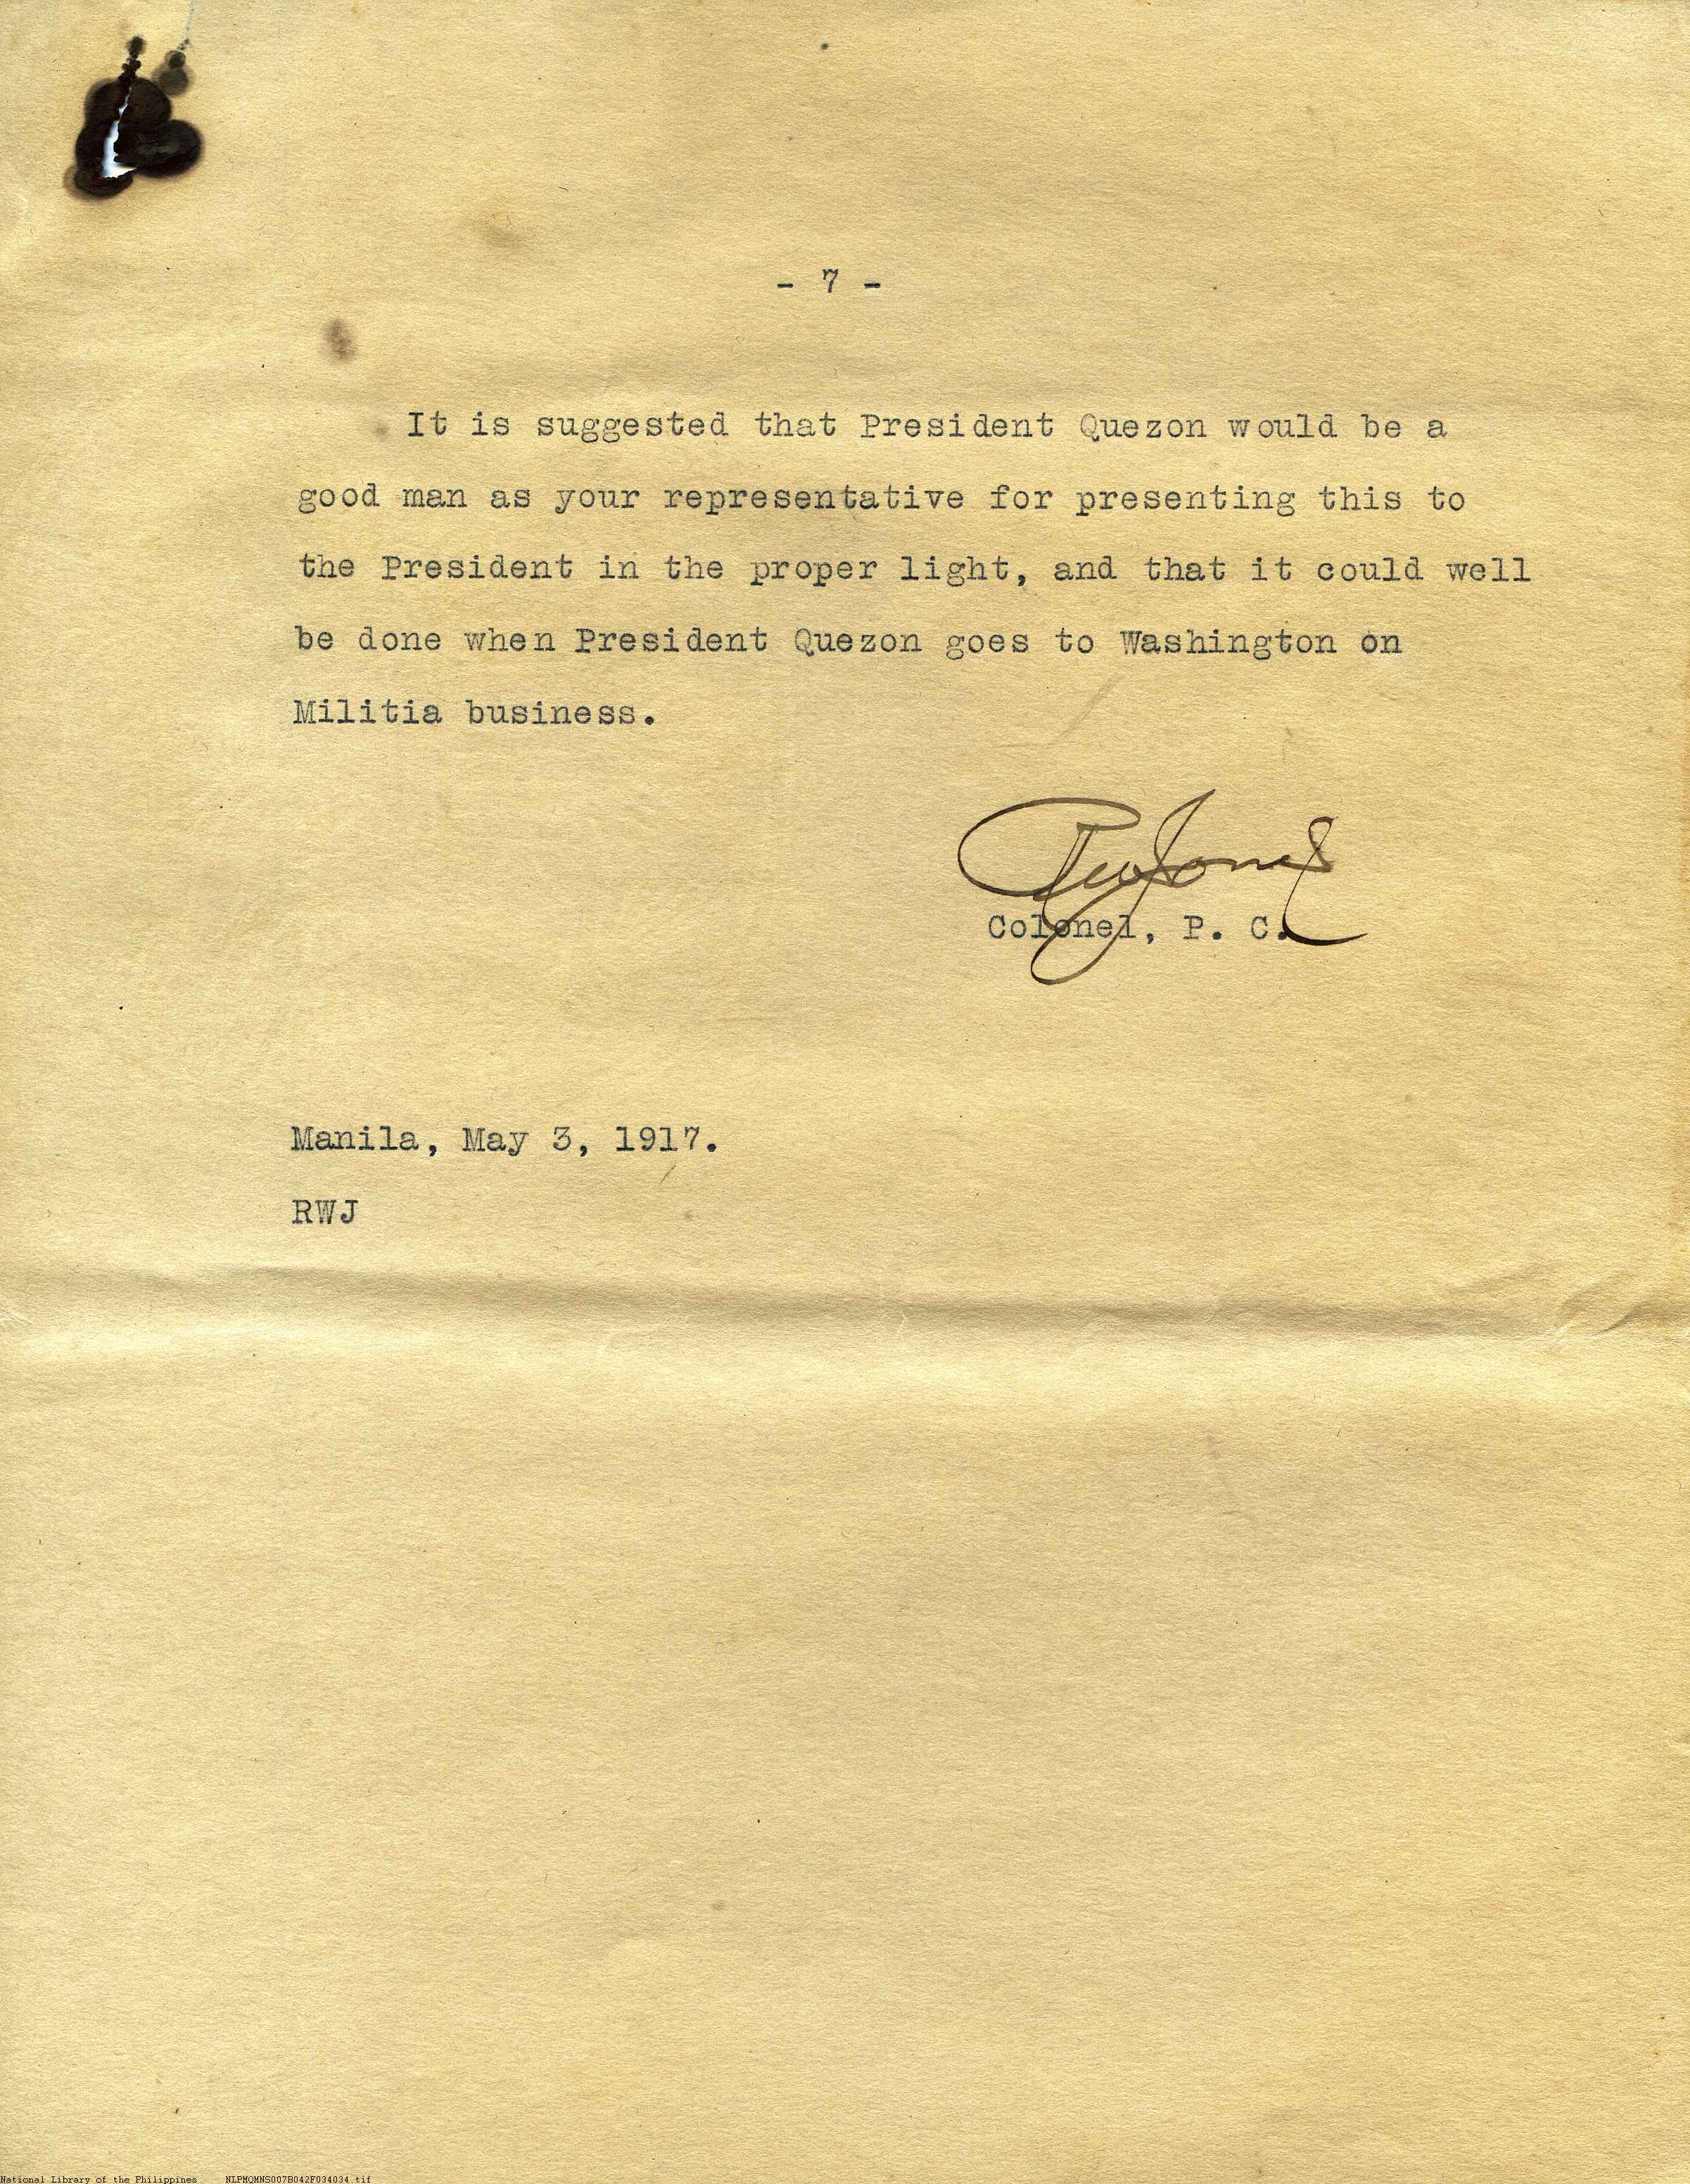 - 7 -
It is suggested that President Quezon would be a
good man as your representative for presenting this to
the President in the proper light, and that it could well
be done when President Quezon goes to Washington on
Militia business.
RWJones
Colonel, P. C.
Manila, May 3, 1917.
RWJ
National Library of the Philippines NLPMQMNS007B042F034034.tif